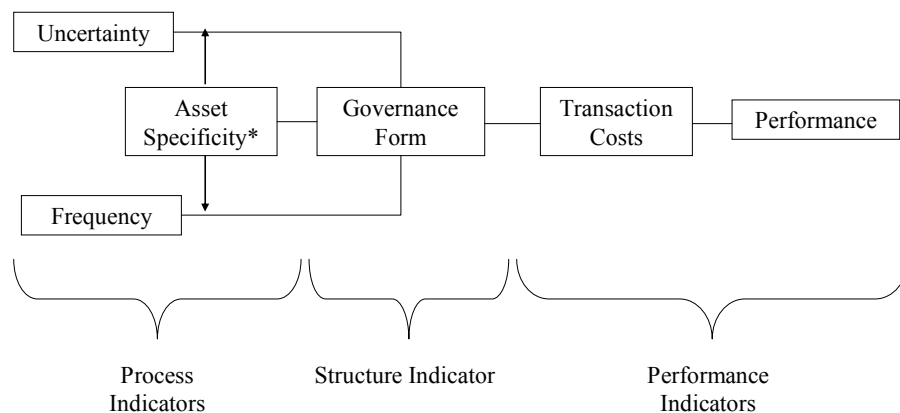 Uncertainty
Asset
Specificity*
Governance
Form
Transaction
Costs
Performance
Frequency
Process
Indicators
Structure Indicator
Performance
Indicators